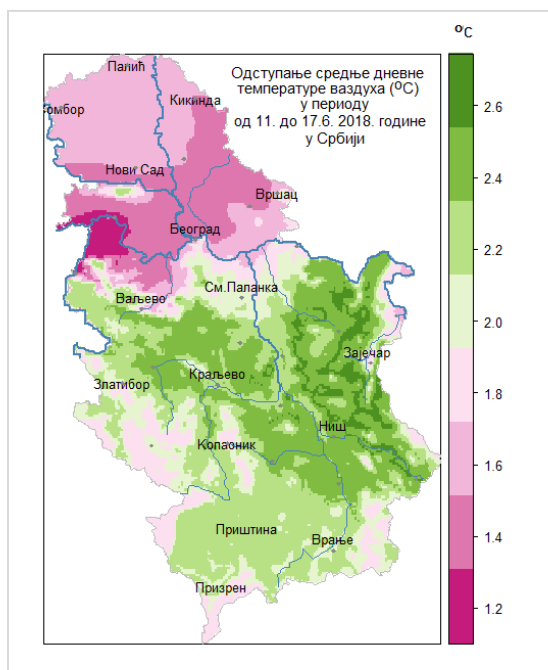 °C
Одступање средње дневне
температуре ваздуха (°C)
у периоду
од 11. до 17.6. 2018. године
у Србији
Палић
Кикинда
омбор
Нови Сад
Вршац
Београд
См.Паланка
Ваљево
Зајечар
Златибор
Краљево
Ниш
Копаоник
Приштина
Врање
Призрен
2.6
2.4
2.2
2.0
1.8
1.6
1.4
1.2